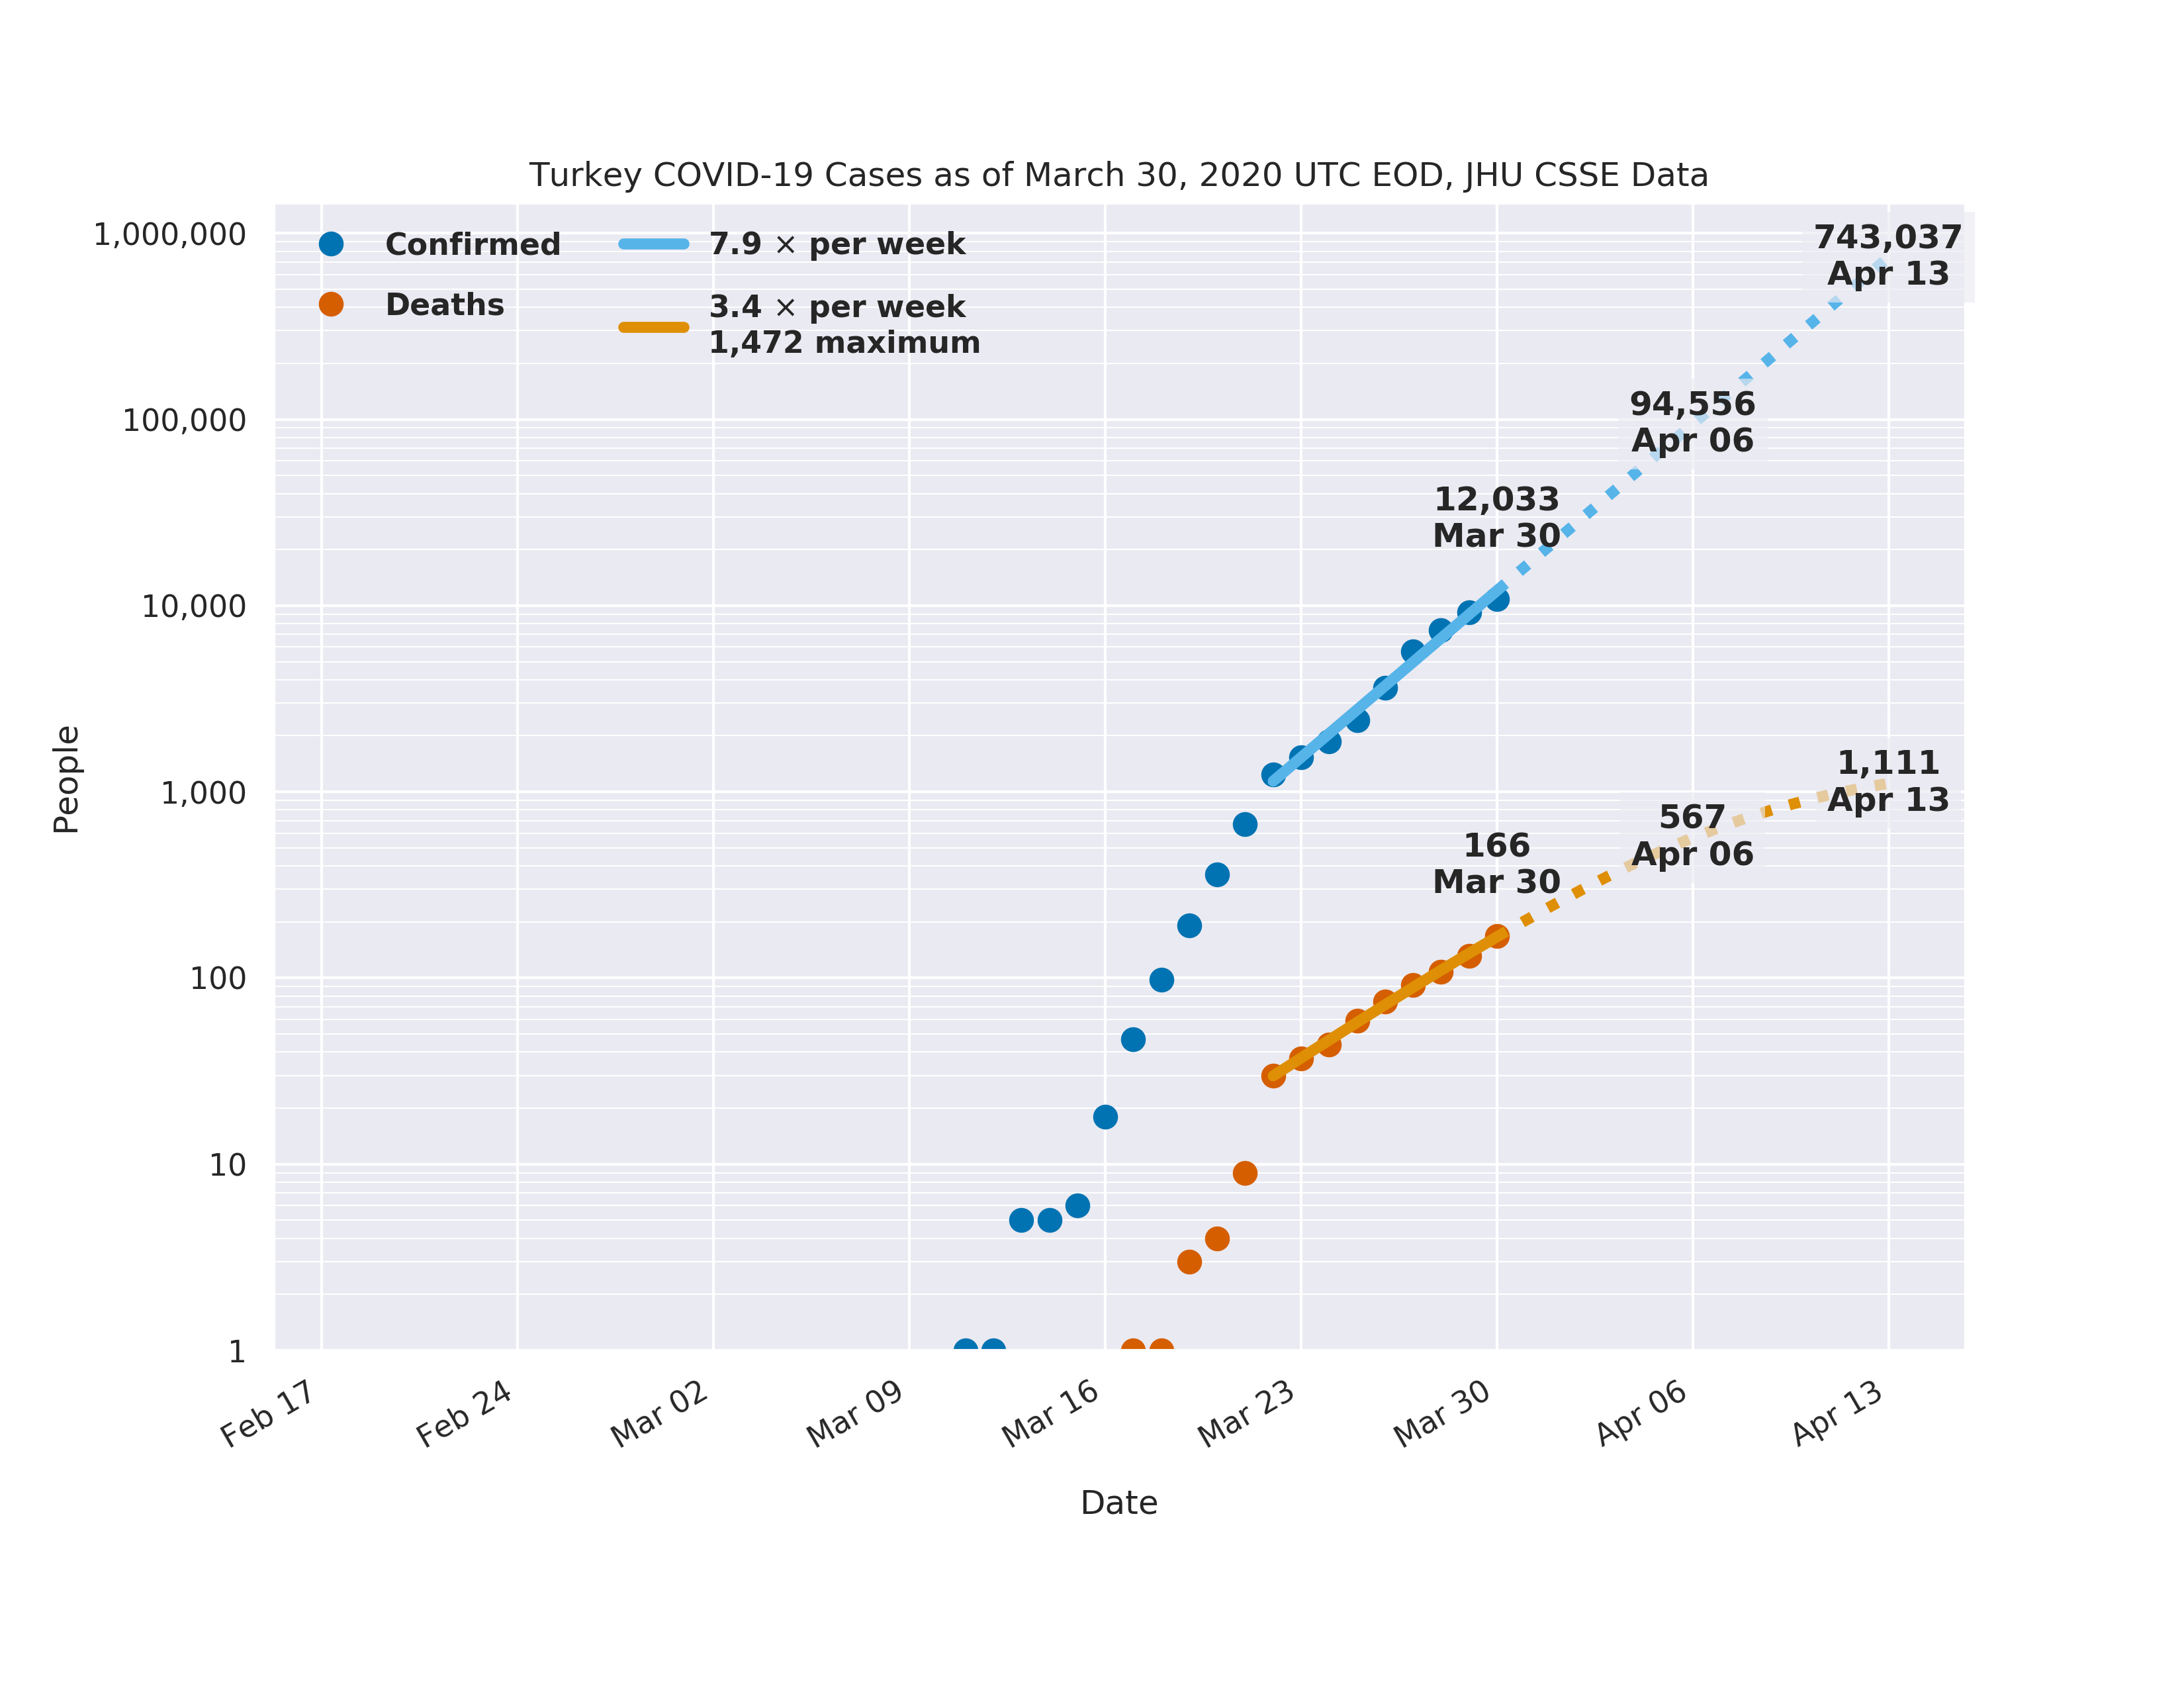 Turkey COVID-19 Cases as of March 30, 2020 UTC EOD, JHU CSSE Data
Confirmed
Deaths
7.9 × per week
3.4 × per week
1,472 maximum
743,037
Apr 13
94,556
Apr 06
12,033
Mar 30
1,111
Apr 13
567
Apr 06
166
Mar 30
People
1,000,000
100,000
10,000
1,000
100
10
1
Feb 17
Feb 24
Mar 02
Mar 09
Mar 16
Mar 23
Mar 30
Apr 06
Apr 13
Date